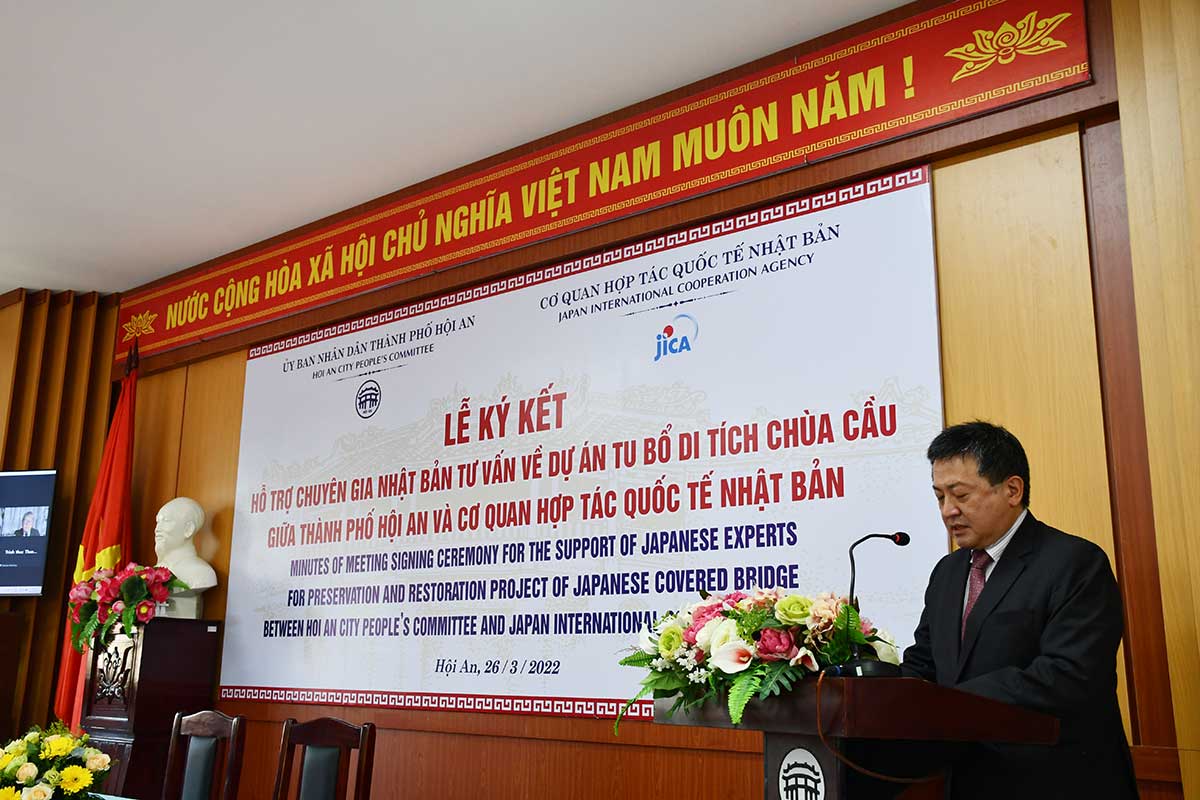 NƯỚC CỘNG HÒA XÃ HỘI CHỦ NGHĨA VIỆT NAM MUÔN NĂM !
ỦY BAN NHÂN DÂN THÀNH PHỐ HỘI AN
HOI AN CITY PEOPLE'S COMMITTEE
CƠ QUAN HỢP TÁC QUỐC TẾ NHẬT BẢN
JAPAN INTERNATIONAL COOPERATION AGENCY
jiCA
LỄ KÝ KẾT
HỖ TRỢ CHUYÊN GIA NHẬT BẢN TƯ VẤN VỀ DỰ ÁN TU BỔ DI TÍCH CHÙA CẦU
GIỮA THÀNH PHỐ HỘI AN VÀ CƠ QUAN HỢP TÁC QUỐC TẾ NHẬT BẢN
MINUTES OF MEETING SIGNING CEREMONY FOR THE SUPPORT OF JAPANESE EXPERTS
FOR PRESERVATION AND RESTORATION PROJECT OF JAPANESE COVERED BRIDGE
BETWEEN HOI AN CITY PEOPLE'S COMMITTEE AND JAPAN INTERNATIONAL
Hội An, 26/3/2022